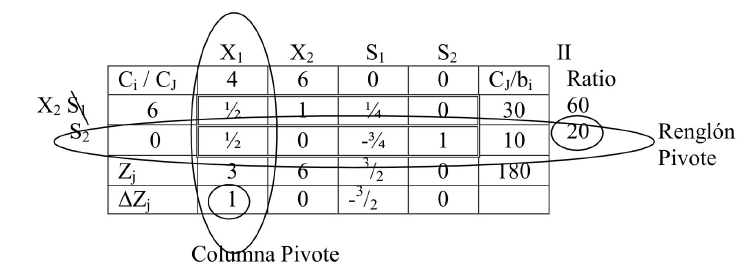 X₁ X₂ S₁ S₂ II
Cᵢ / C_J 4 6 0 0 C_J/bᵢ Ratio
X₂ S₁ 6 ½ 1 ¼ 0 30 60
S₂ 0 ½ 0 -¾ 1 10 20 Renglón
Pivote
Zⱼ 3 6 ³/₂ 0 180
ΔZⱼ 1 0 -³/₂ 0
Columna Pivote